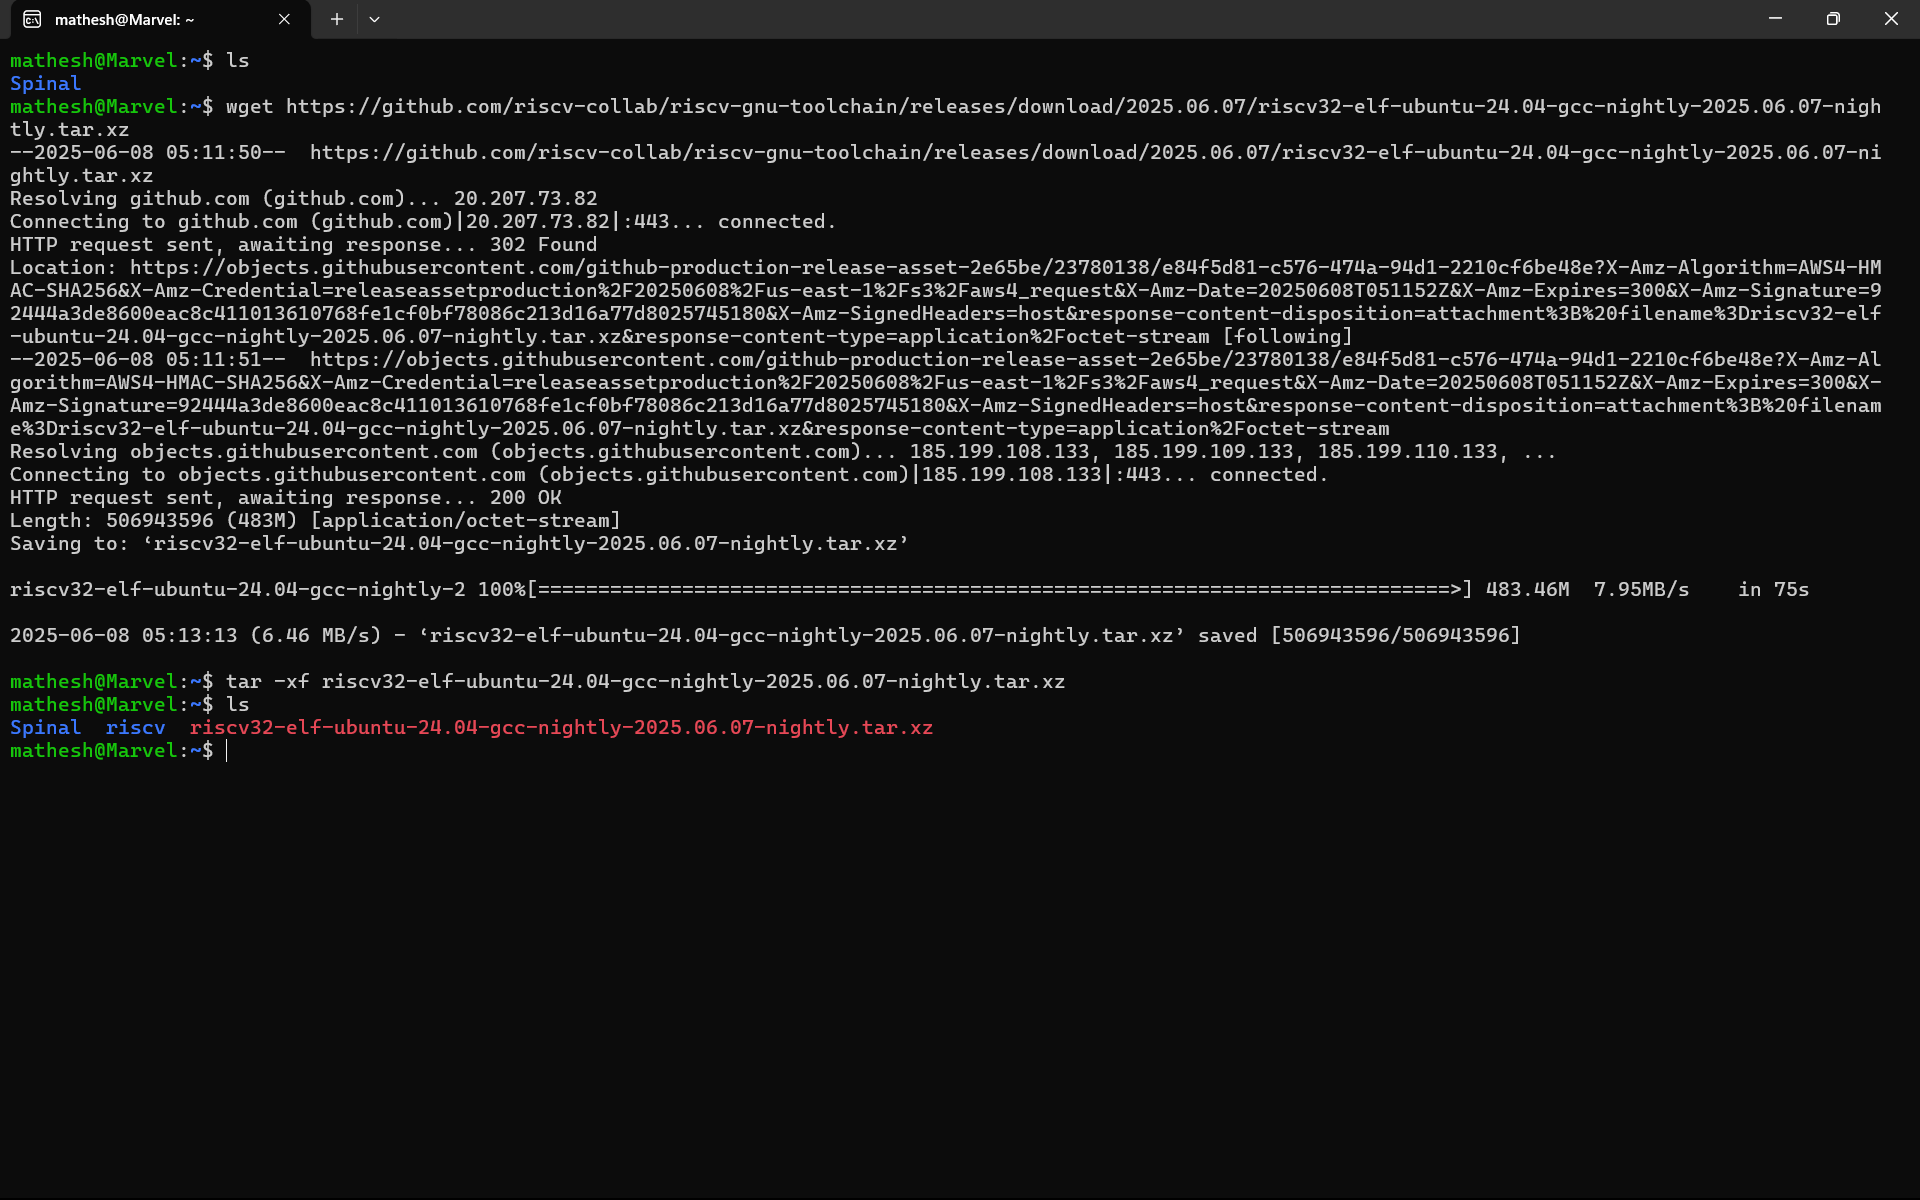 mathesh@Marvel: ~
mathesh@Marvel:~$ ls
Spinal
mathesh@Marvel:~$ wget https://github.com/riscv-collab/riscv-gnu-toolchain/releases/download/2025.06.07/riscv32-elf-ubuntu-24.04-gcc-nightly-2025.06.07-nigh
tly.tar.xz
--2025-06-08 05:11:50--  https://github.com/riscv-collab/riscv-gnu-toolchain/releases/download/2025.06.07/riscv32-elf-ubuntu-24.04-gcc-nightly-2025.06.07-ni
ghtly.tar.xz
Resolving github.com (github.com)... 20.207.73.82
Connecting to github.com (github.com)|20.207.73.82|:443... connected.
HTTP request sent, awaiting response... 302 Found
Location: https://objects.githubusercontent.com/github-production-release-asset-2e65be/23780138/e84f5d81-c576-474a-94d1-2210cf6be48e?X-Amz-Algorithm=AWS4-HM
AC-SHA256&X-Amz-Credential=releaseassetproduction%2F20250608%2Fus-east-1%2Fs3%2Faws4_request&X-Amz-Date=20250608T051152Z&X-Amz-Expires=300&X-Amz-Signature=9
2444a3de8600eac8c411013610768fe1cf0bf78086c213d16a77d8025745180&X-Amz-SignedHeaders=host&response-content-disposition=attachment%3B%20filename%3Driscv32-elf
-ubuntu-24.04-gcc-nightly-2025.06.07-nightly.tar.xz&response-content-type=application%2Foctet-stream [following]
--2025-06-08 05:11:51--  https://objects.githubusercontent.com/github-production-release-asset-2e65be/23780138/e84f5d81-c576-474a-94d1-2210cf6be48e?X-Amz-Al
gorithm=AWS4-HMAC-SHA256&X-Amz-Credential=releaseassetproduction%2F20250608%2Fus-east-1%2Fs3%2Faws4_request&X-Amz-Date=20250608T051152Z&X-Amz-Expires=300&X-
Amz-Signature=92444a3de8600eac8c411013610768fe1cf0bf78086c213d16a77d8025745180&X-Amz-SignedHeaders=host&response-content-disposition=attachment%3B%20filenam
e%3Driscv32-elf-ubuntu-24.04-gcc-nightly-2025.06.07-nightly.tar.xz&response-content-type=application%2Foctet-stream
Resolving objects.githubusercontent.com (objects.githubusercontent.com)... 185.199.108.133, 185.199.109.133, 185.199.110.133, ...
Connecting to objects.githubusercontent.com (objects.githubusercontent.com)|185.199.108.133|:443... connected.
HTTP request sent, awaiting response... 200 OK
Length: 506943596 (483M) [application/octet-stream]
Saving to: ‘riscv32-elf-ubuntu-24.04-gcc-nightly-2025.06.07-nightly.tar.xz’
riscv32-elf-ubuntu-24.04-gcc-nightly-2 100%[============================================================================>] 483.46M  7.95MB/s    in 75s
2025-06-08 05:13:13 (6.46 MB/s) - ‘riscv32-elf-ubuntu-24.04-gcc-nightly-2025.06.07-nightly.tar.xz’ saved [506943596/506943596]
mathesh@Marvel:~$ tar -xf riscv32-elf-ubuntu-24.04-gcc-nightly-2025.06.07-nightly.tar.xz
mathesh@Marvel:~$ ls
Spinal  riscv  riscv32-elf-ubuntu-24.04-gcc-nightly-2025.06.07-nightly.tar.xz
mathesh@Marvel:~$